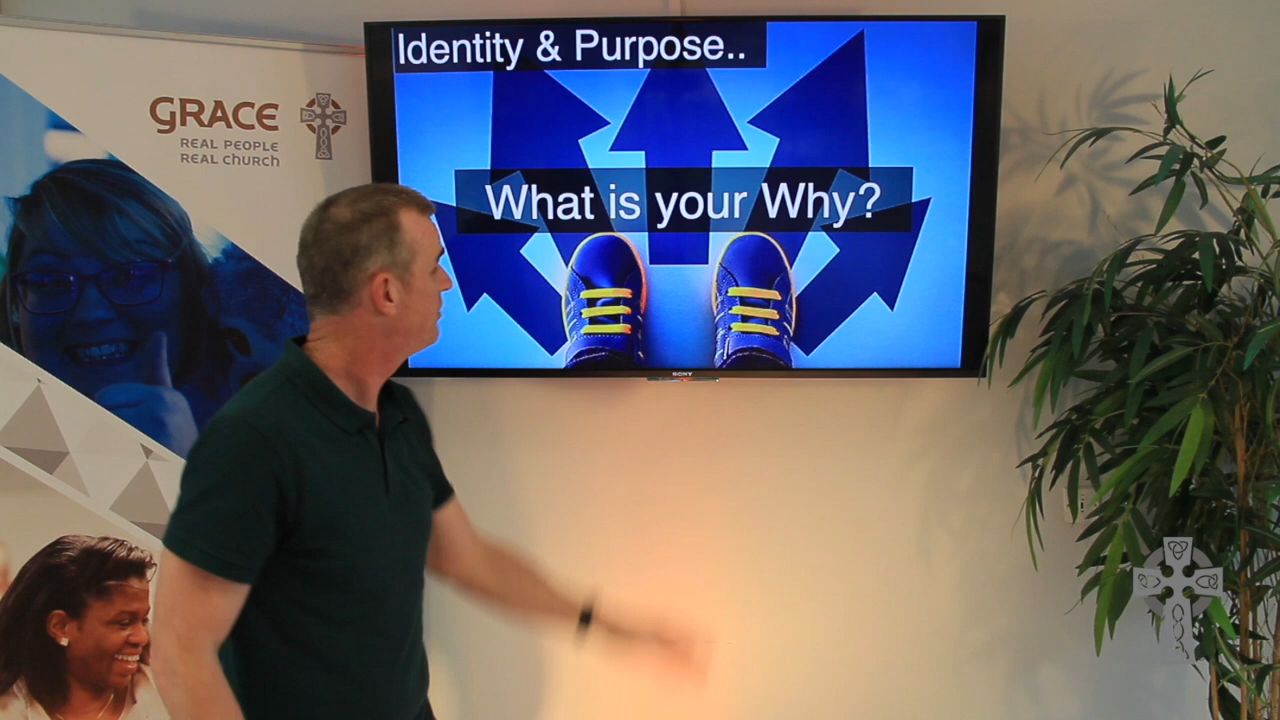 Identity & Purpose..
GRACE
REAL PEOPLE
REAL CHURCH
What is your Why?
SONY